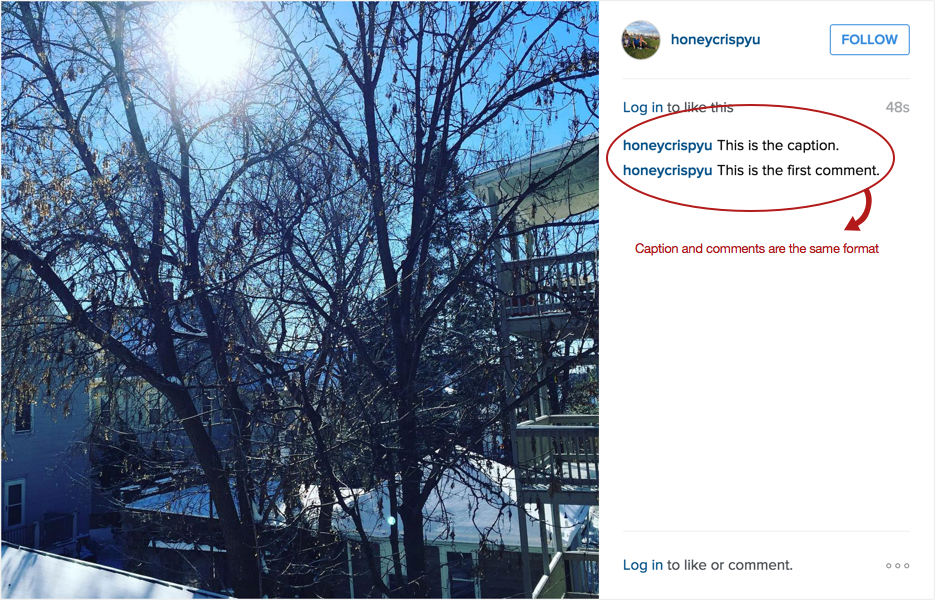 honeycrispyu
FOLLOW
Log in to like this
48s
honeycrispyu This is the caption.
honeycrispyu This is the first comment.
Caption and comments are the same format
Log in to like or comment.